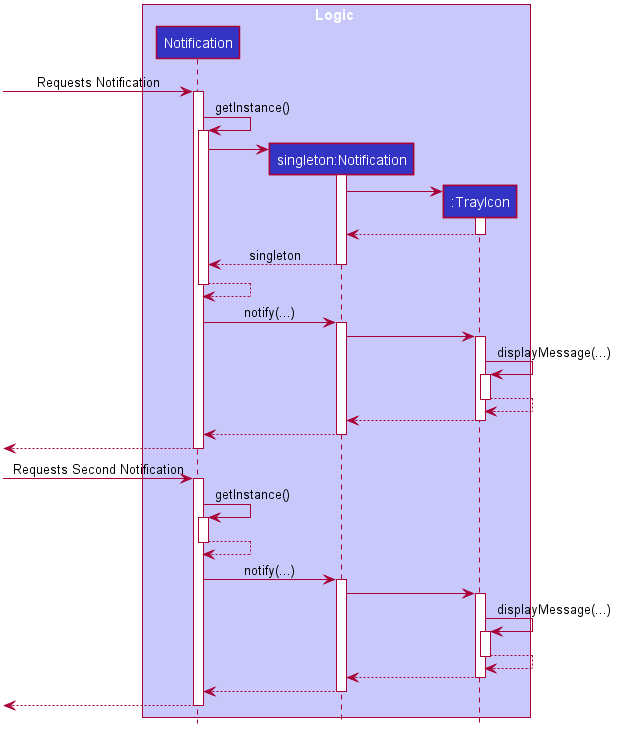 Logic
Notification
Requests Notification
getInstance()
singleton:Notification
:TrayIcon
singleton
notify(...)
displayMessage(...)
Requests Second Notification
getInstance()
notify(...)
displayMessage(...)